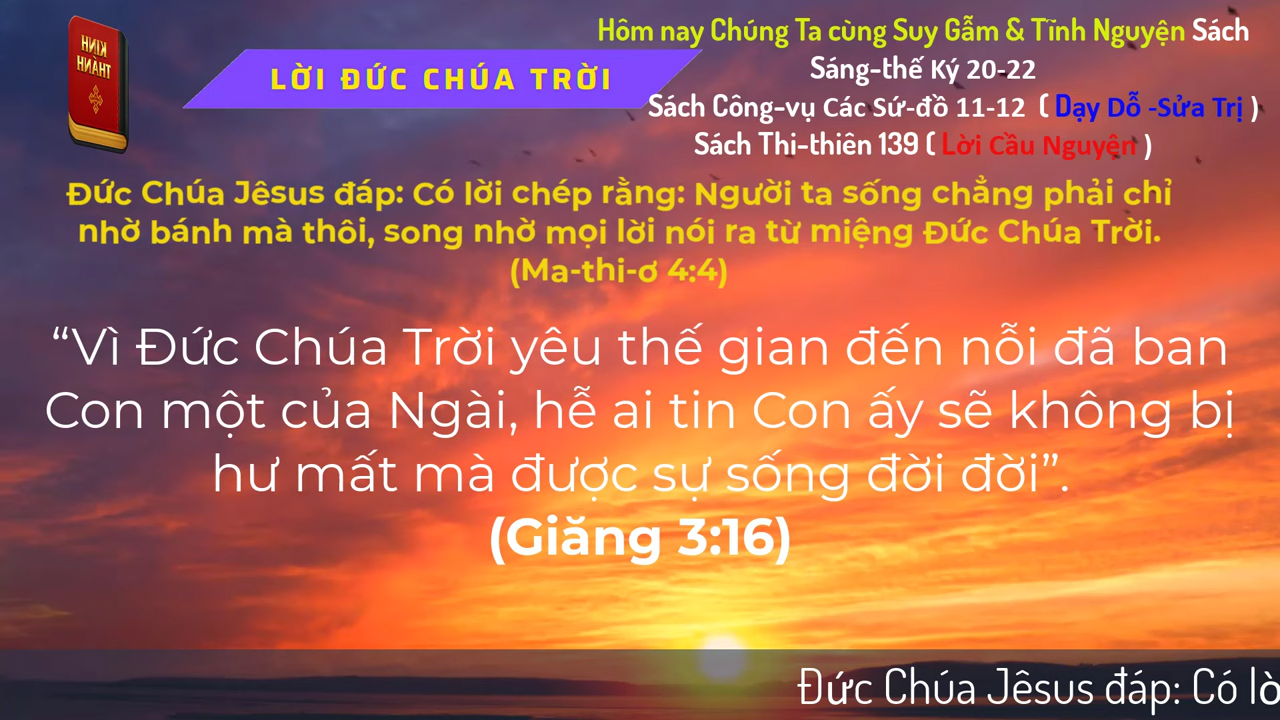 KINH
THÁNH
LỜI ĐỨC CHÚA TRỜI
Hôm nay Chúng Ta cùng Suy Gẫm & Tĩnh Nguyện Sách
Sáng-thế Ký 20-22
Sách Công-vụ Các Sứ-đồ 11-12 ( Dạy Dỗ -Sửa Trị )
Sách Thi-thiên 139 ( Lời Cầu Nguyện )
Đức Chúa Jêsus đáp: Có lời chép rằng: Người ta sống chẳng phải chỉ
nhờ bánh mà thôi, song nhờ mọi lời nói ra từ miệng Đức Chúa Trời.
(Ma-thi-ơ 4:4)
“Vì Đức Chúa Trời yêu thế gian đến nỗi đã ban
Con một của Ngài, hễ ai tin Con ấy sẽ không bị
hư mất mà được sự sống đời đời”.
(Giăng 3:16)
Đức Chúa Jêsus đáp: Có lờ